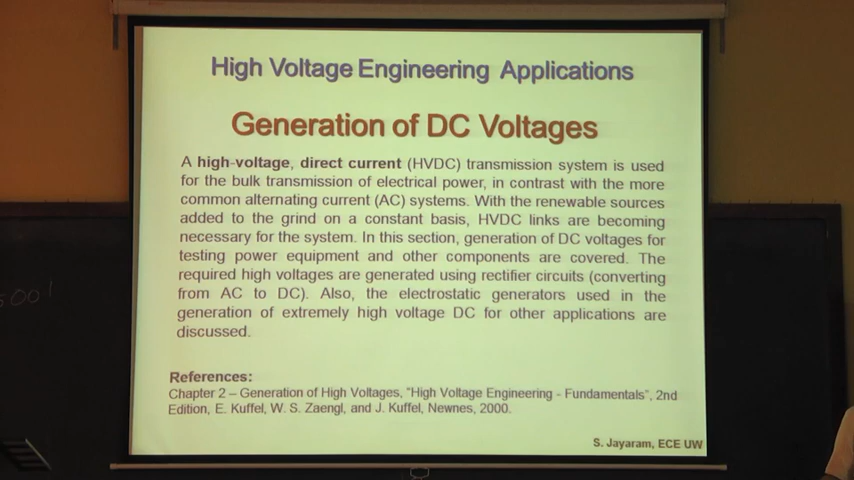 High Voltage Engineering Applications
Generation of DC Voltages
A high-voltage, direct current (HVDC) transmission system is used
for the bulk transmission of electrical power, in contrast with the more
common alternating current (AC) systems. With the renewable sources
added to the grind on a constant basis, HVDC links are becoming
necessary for the system. In this section, generation of DC voltages for
testing power equipment and other components are covered. The
required high voltages are generated using rectifier circuits (converting
from AC to DC). Also, the electrostatic generators used in the
generation of extremely high voltage DC for other applications are
discussed.
References:
Chapter 2 – Generation of High Voltages, "High Voltage Engineering - Fundamentals", 2nd
Edition, E. Kuffel, W. S. Zaengl, and J. Kuffel, Newnes, 2000.
S. Jayaram, ECE UW